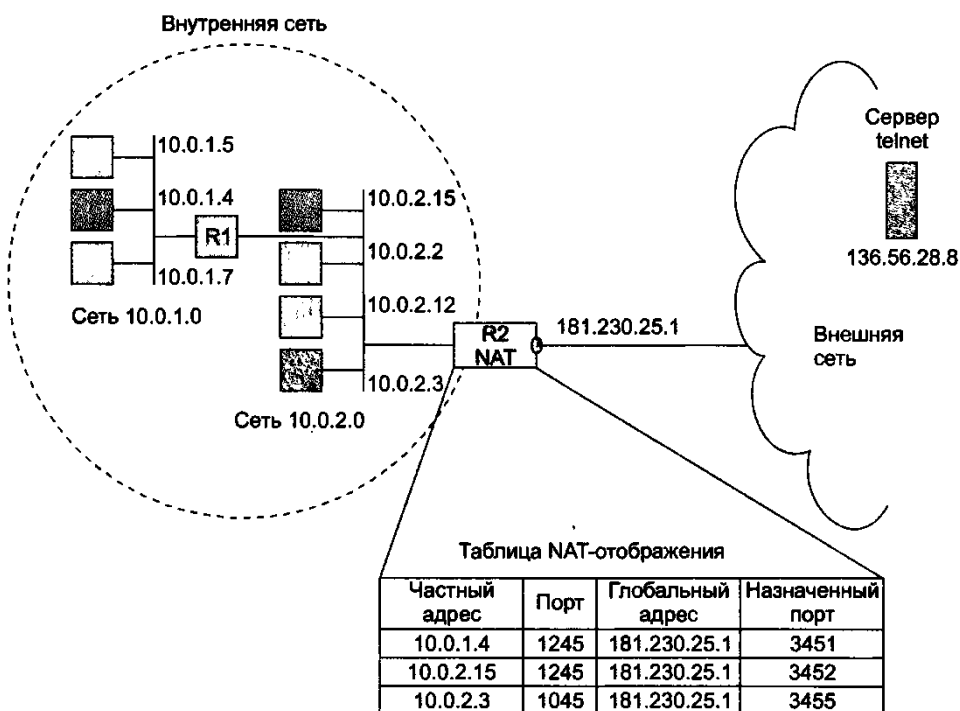 Внутренняя сеть
10.0.1.5
10.0.1.4
R1
10.0.1.7
Сеть 10.0.1.0
10.0.2.15
10.0.2.2
10.0.2.12
10.0.2.3
Сеть 10.0.2.0
R2
NAT
181.230.25.1
Сервер
telnet
136.56.28.8
Внешняя
сеть
Таблица NAT-отображения
Частный адрес Порт Глобальный адрес Назначенный порт
10.0.1.4 1245 181.230.25.1 3451
10.0.2.15 1245 181.230.25.1 3452
10.0.2.3 1045 181.230.25.1 3455